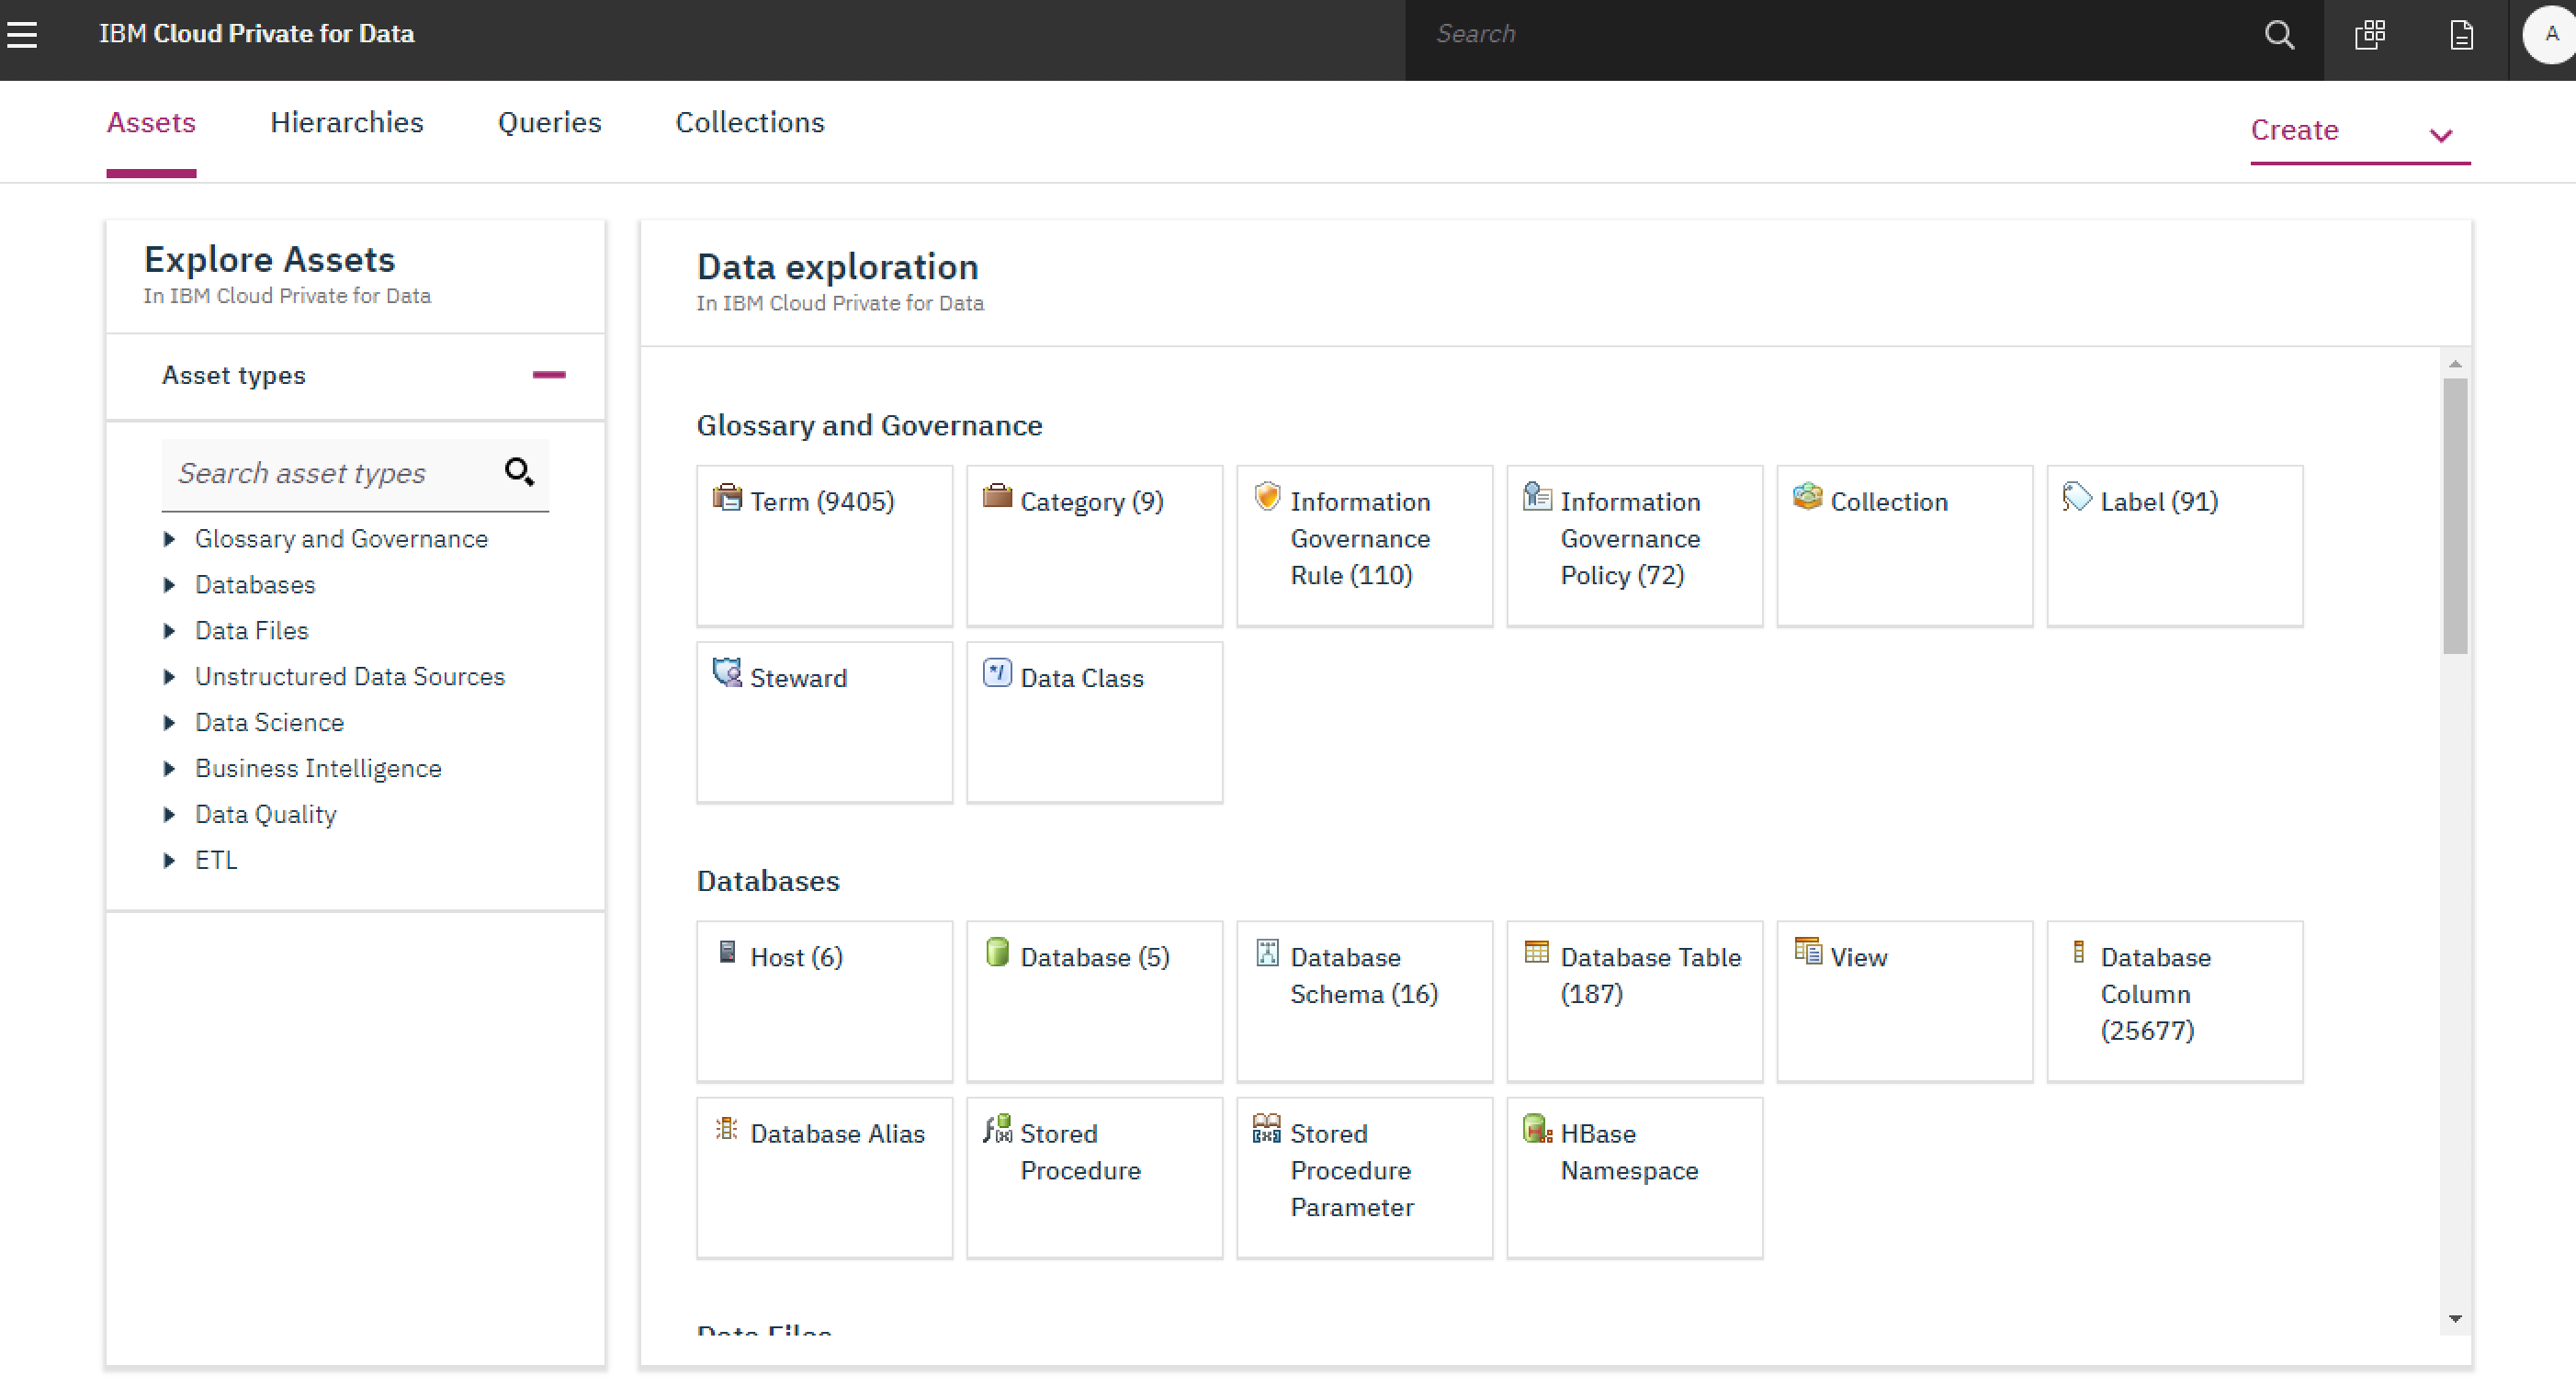 IBM Cloud Private for Data
Search
A
Assets
Hierarchies
Queries
Collections
Create
Explore Assets
In IBM Cloud Private for Data
Asset types
Search asset types
Glossary and Governance
Databases
Data Files
Unstructured Data Sources
Data Science
Business Intelligence
Data Quality
ETL
Data exploration
In IBM Cloud Private for Data
Glossary and Governance
Term (9405)
Category (9)
Information
Governance
Rule (110)
Information
Governance
Policy (72)
Collection
Label (91)
Steward
Data Class
Databases
Host (6)
Database (5)
Database
Schema (16)
Database Table
(187)
View
Database
Column
(25677)
Database Alias
Stored
Procedure
Stored
Procedure
Parameter
HBase
Namespace
Data Files